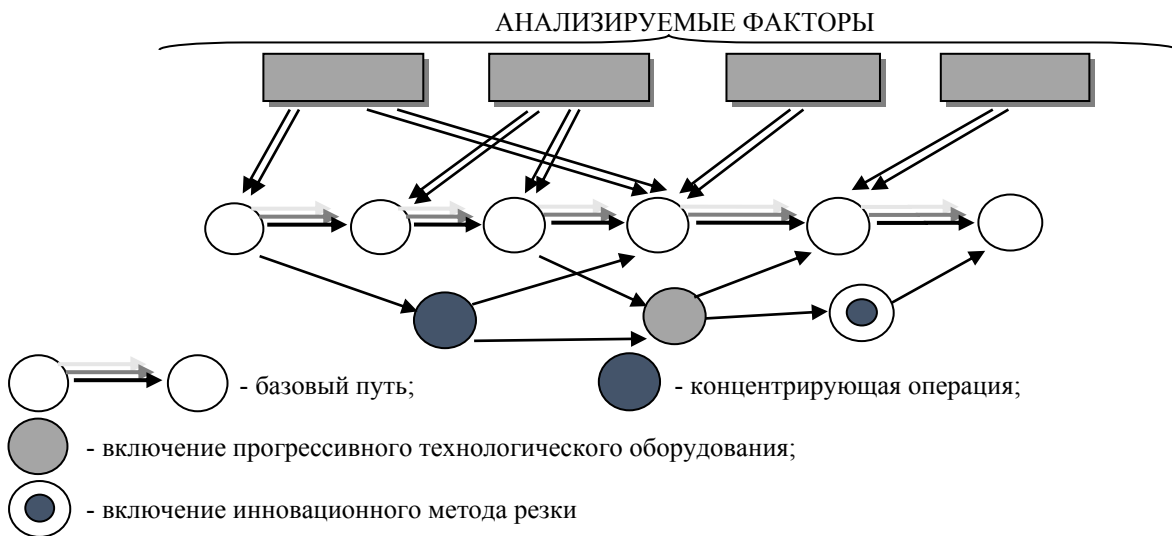 АНАЛИЗИРУЕМЫЕ ФАКТОРЫ
- базовый путь;
- концентрирующая операция;
- включение прогрессивного технологического оборудования;
- включение инновационного метода резки